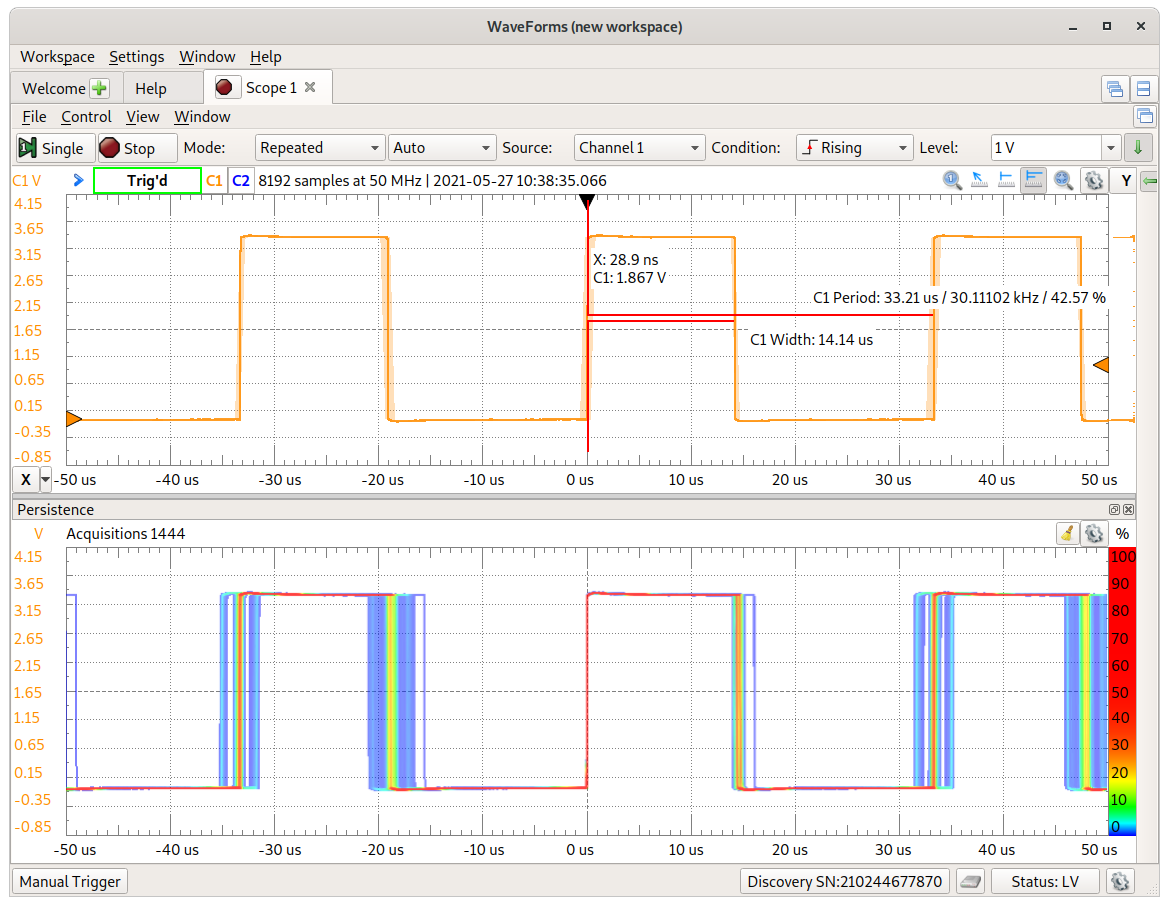 WaveForms (new workspace)
Workspace Settings Window Help
Welcome Help Scope 1
File Control View Window
Single Stop Mode: Repeated Auto Source: Channel 1 Condition: Rising Level: 1 V
C1 V Trig'd C1 C2 8192 samples at 50 MHz | 2021-05-27 10:38:35.066 Y
4.15
3.65
3.15
2.65
2.15
1.65
1.15
0.65
0.15
-0.35
-0.85
X: 28.9 ns
C1: 1.867 V
C1 Period: 33.21 us / 30.11102 kHz / 42.57 %
C1 Width: 14.14 us
X -50 us -40 us -30 us -20 us -10 us 0 us 10 us 20 us 30 us 40 us 50 us
Persistence
V Acquisitions 1444 %
4.15
3.65
3.15
2.65
2.15
1.65
1.15
0.65
0.15
-0.35
-0.85
100
90
80
70
60
50
40
30
20
10
0
-50 us -40 us -30 us -20 us -10 us 0 us 10 us 20 us 30 us 40 us 50 us
Manual Trigger Discovery SN:210244677870 Status: LV